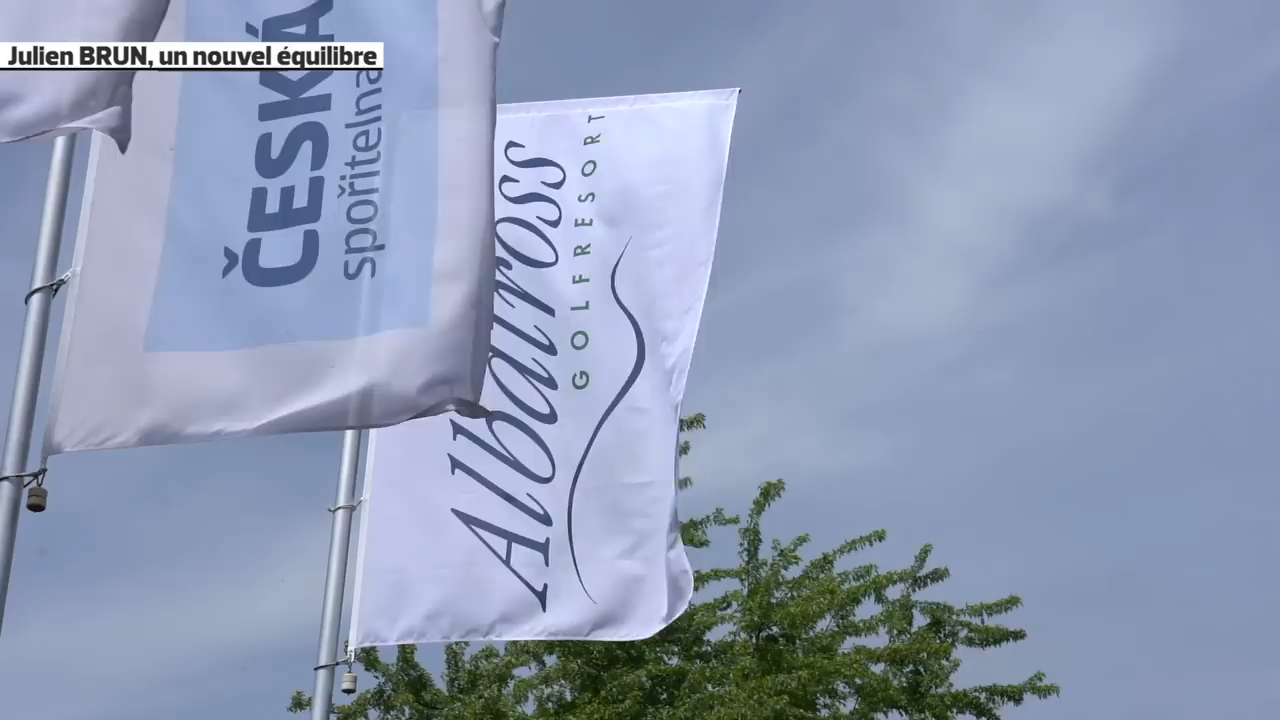 Julien BRUN, un nouvel équilibre
ČESKÁ
spořitelna
Albatross
GOLFRESORT